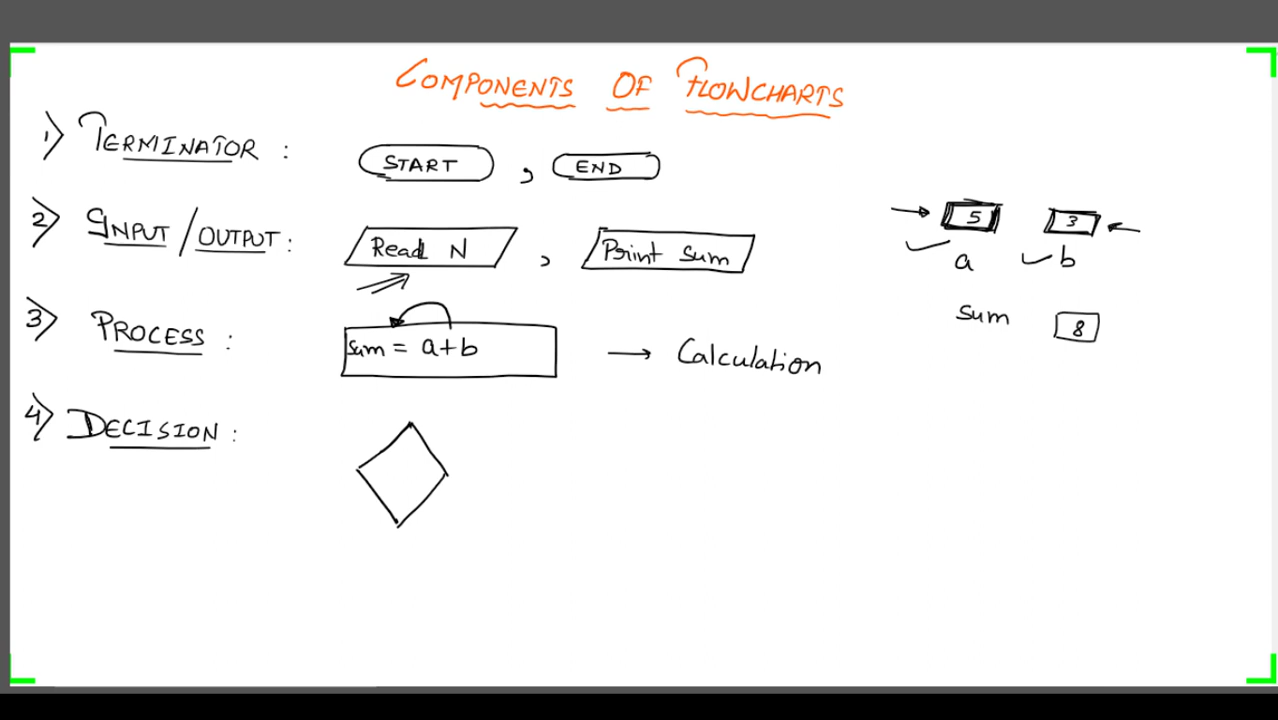 COMPONENTS OF FLOWCHARTS
1) TERMINATOR : START , END
2) INPUT / OUTPUT : Read N , Print Sum
5 3
a b
3) PROCESS : sum = a+b → Calculation
sum 8
4) DECISION :